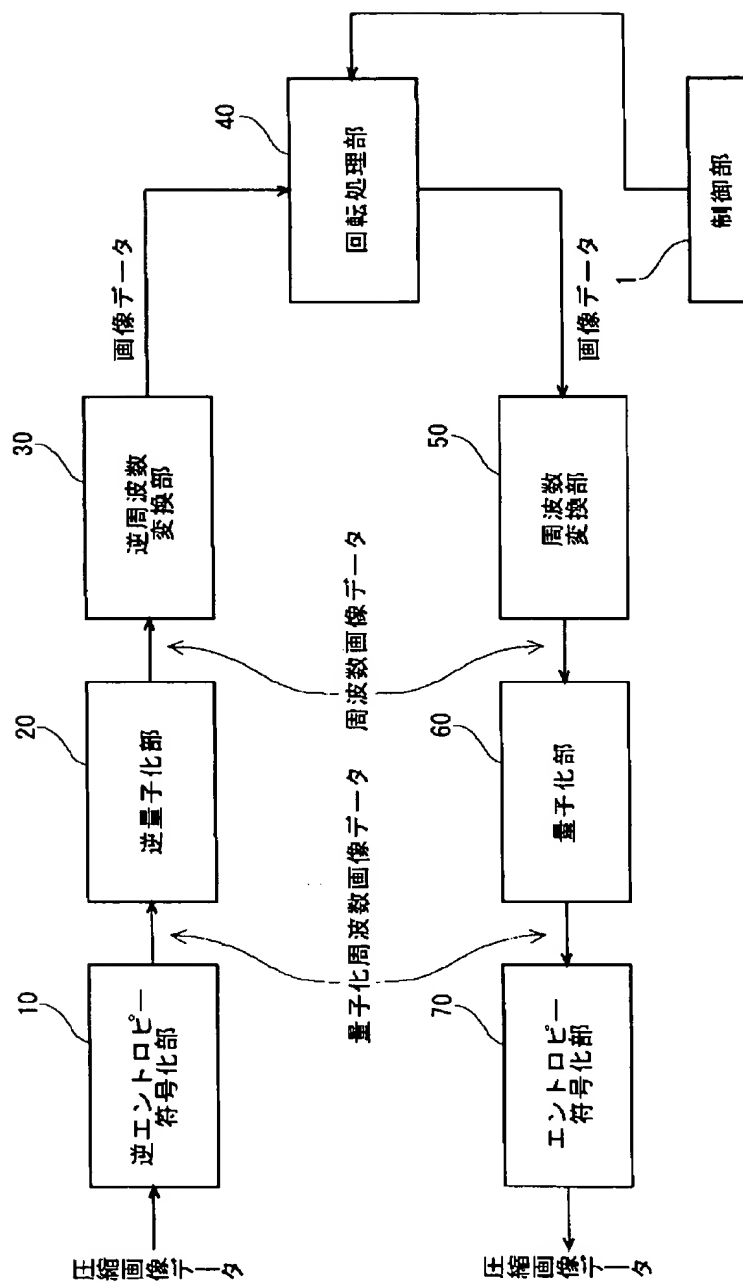 圧縮画像データ
10
逆エントロピー
符号化部
20
逆量子化部
30
逆周波数
変換部
画像データ
40
回転処理部
量子化周波数画像データ
周波数画像データ
圧縮画像データ
70
エントロピー
符号化部
60
量子化部
50
周波数
変換部
画像データ
1
制御部